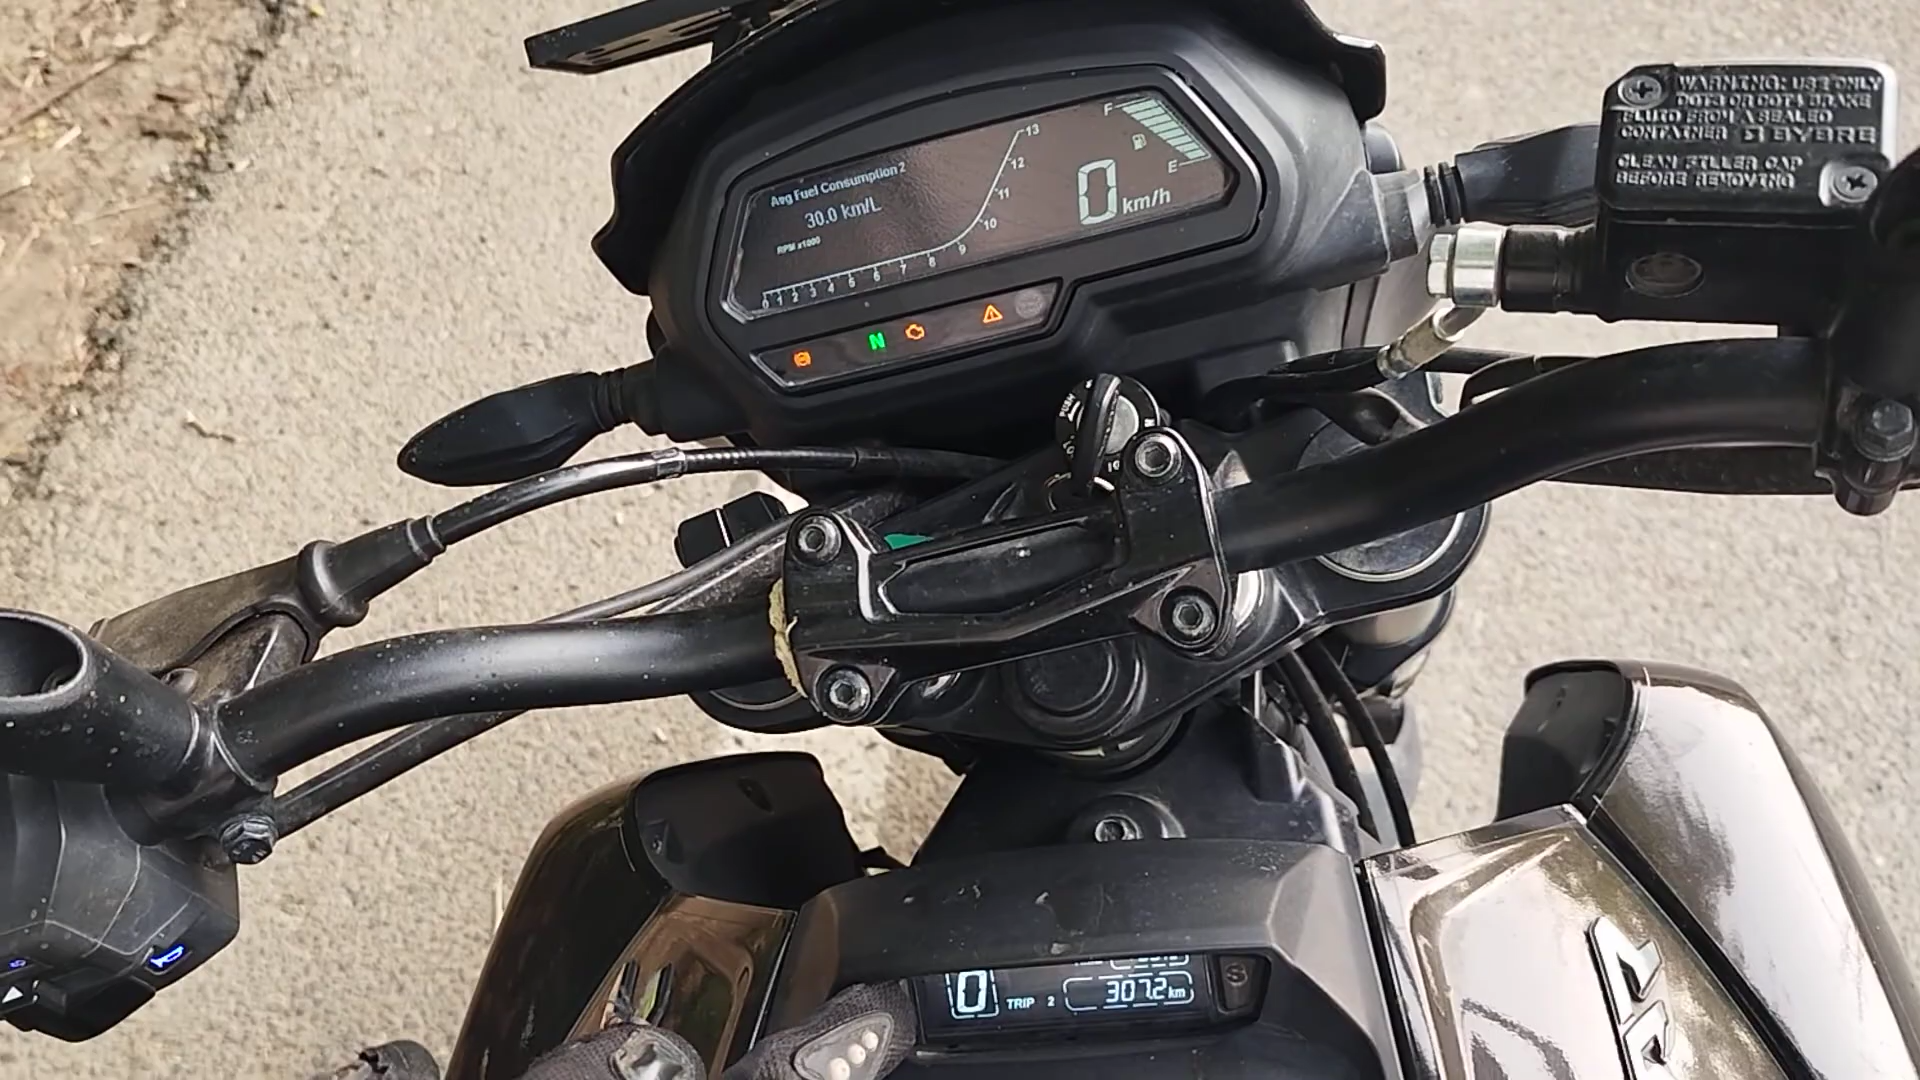 WARNING: USE ONLY
DOT3 OR DOT4 BRAKE
FLUID FROM A SEALED
CONTAINER BYBRE
CLEAN FILLER CAP
BEFORE REMOVING
Avg Fuel Consumption 2
30.0 km/L
RPM x1000
0 1 2 3 4 5 6 7 8 9 10 11 12 13
F
E
0 km/h
N
PUSH
0 TRIP 2 307.2 km
S